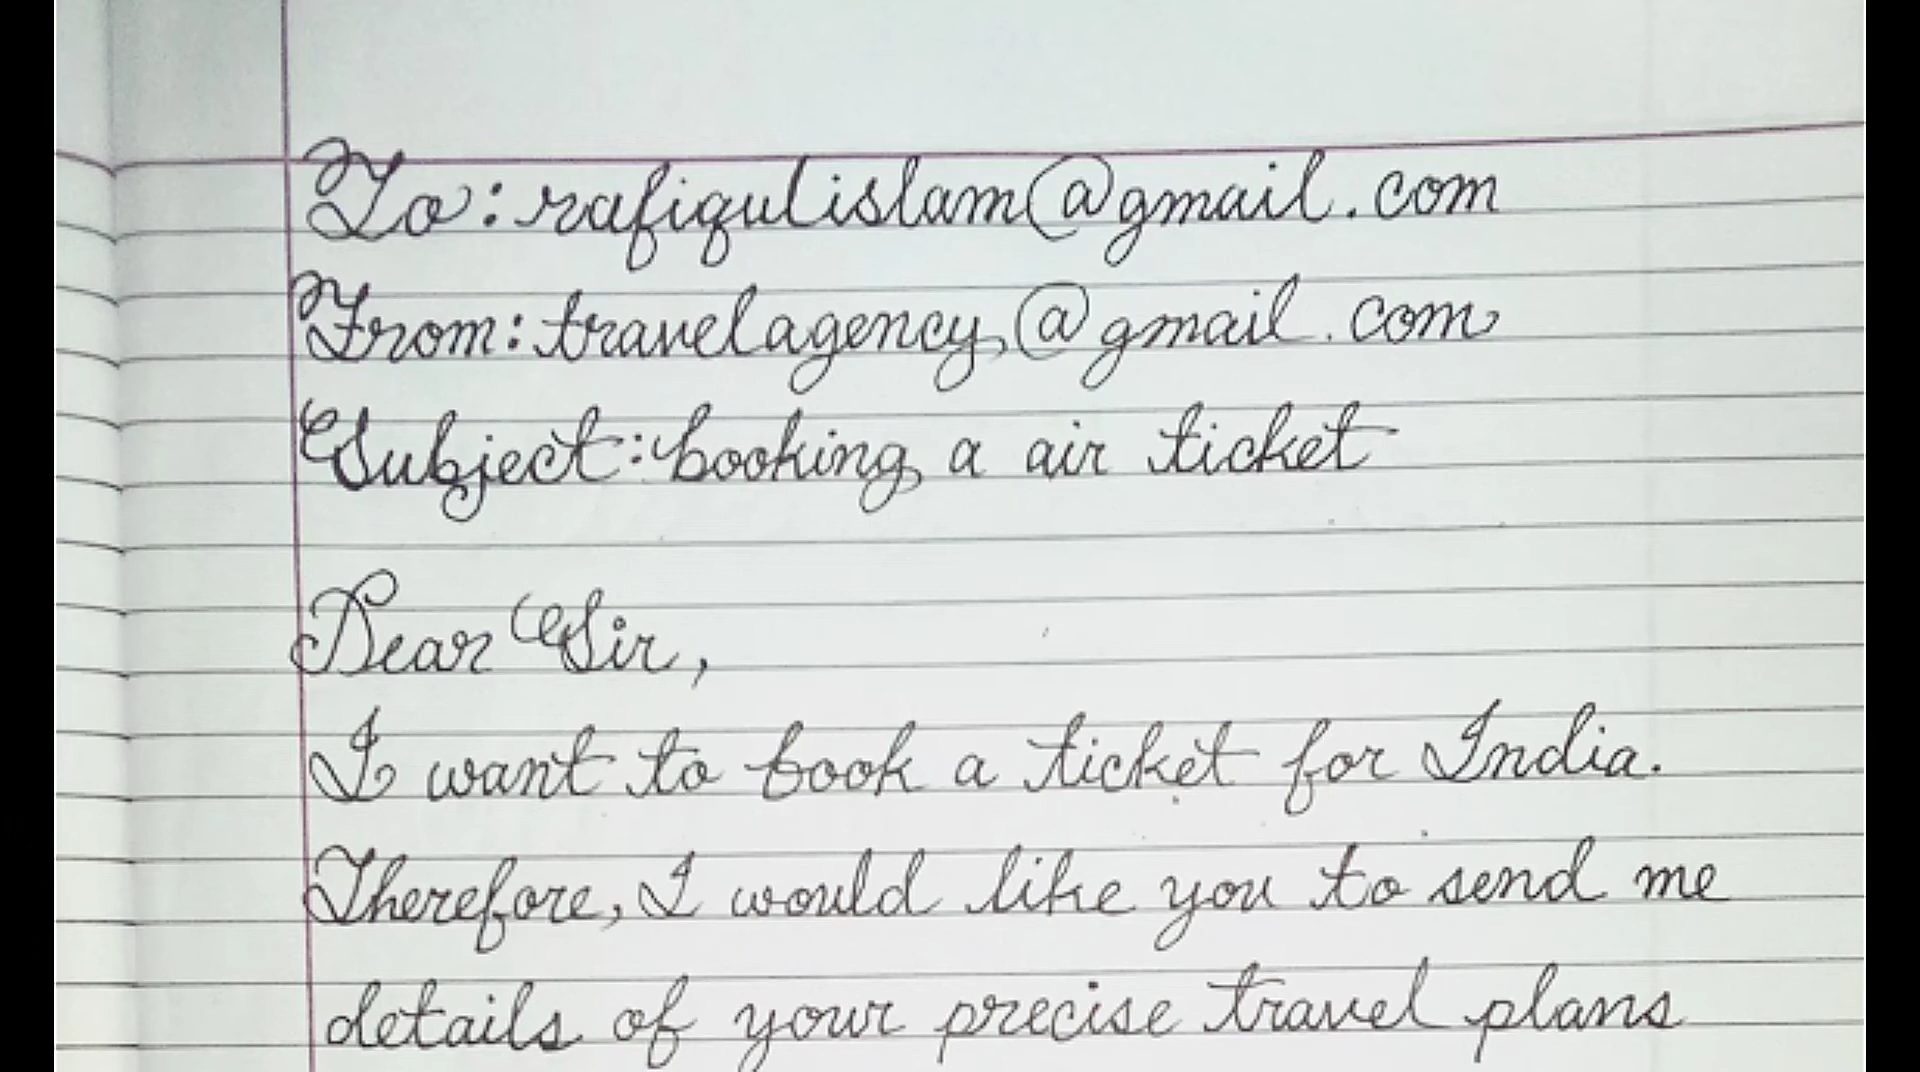 To: rafiqulislam@gmail.com
From: travelagency@gmail.com
Subject: booking a air ticket
Dear Sir,
I want to book a ticket for India.
Therefore, I would like you to send me
details of your precise travel plans